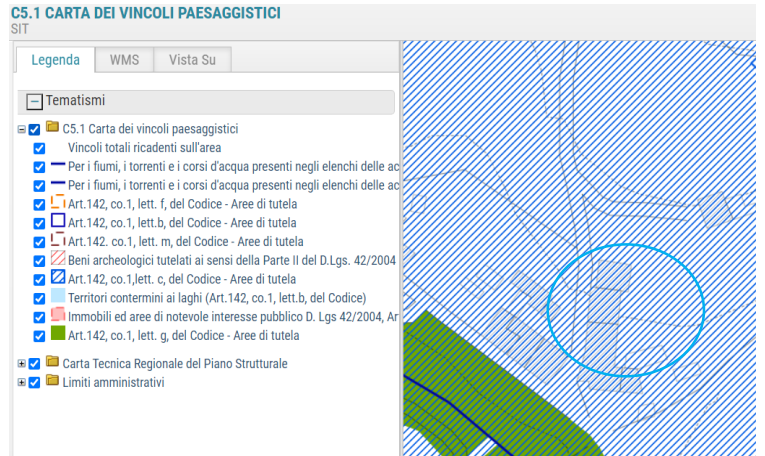 C5.1 CARTA DEI VINCOLI PAESAGGISTICI
SIT
Legenda WMS Vista Su
Tematismi
C5.1 Carta dei vincoli paesaggistici
Vincoli totali ricadenti sull'area
Per i fiumi, i torrenti e i corsi d'acqua presenti negli elenchi delle ac
Per i fiumi, i torrenti e i corsi d'acqua presenti negli elenchi delle ac
Art.142, co.1, lett. f, del Codice - Aree di tutela
Art.142, co.1, lett.b, del Codice - Aree di tutela
Art.142. co.1, lett. m, del Codice - Aree di tutela
Beni archeologici tutelati ai sensi della Parte II del D.Lgs. 42/2004
Art.142, co.1,lett. c, del Codice - Aree di tutela
Territori contermini ai laghi (Art.142, co.1, lett.b, del Codice)
Immobili ed aree di notevole interesse pubblico D. Lgs 42/2004, Ar
Art.142, co.1, lett. g, del Codice - Aree di tutela
Carta Tecnica Regionale del Piano Strutturale
Limiti amministrativi